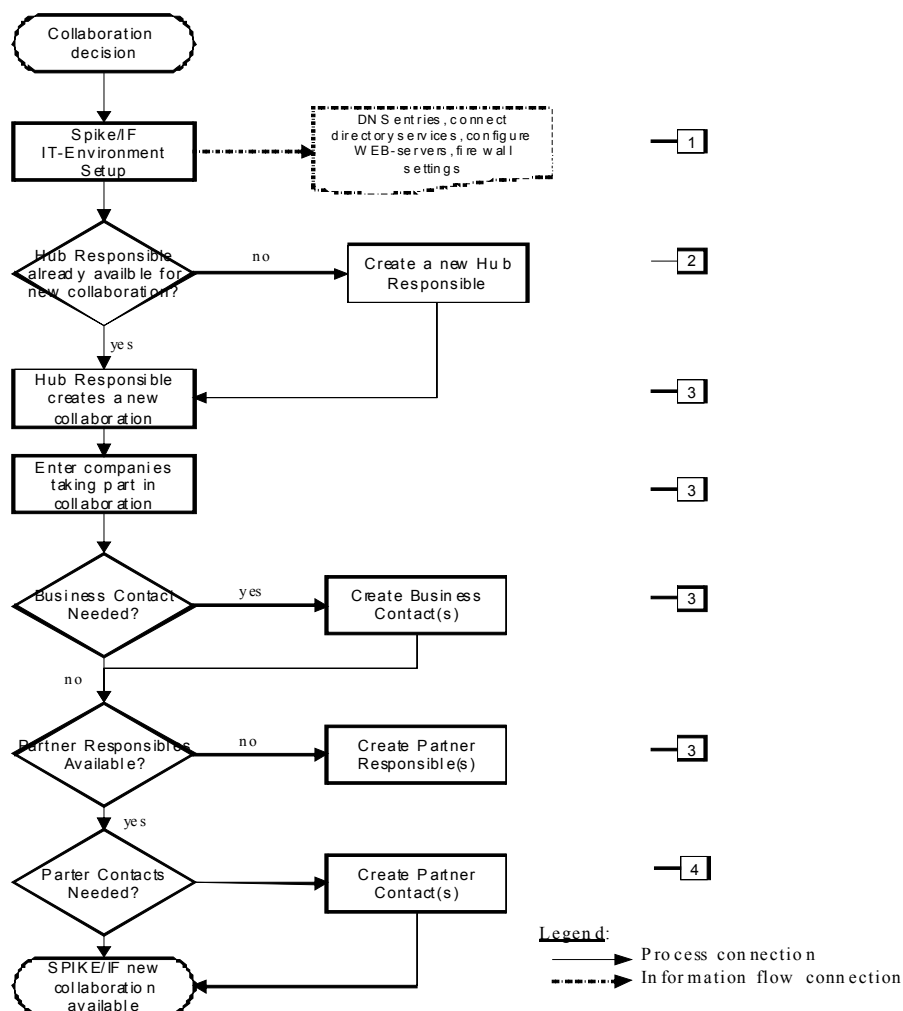 Collaboration
decision
Spike/IF
IT-Environment
Setup
DNS entries, connect
directory services, configure
WEB-servers, fire wall
settings
1
Hub Responsible
already availble for
new collaboration?
no
Create a new Hub
Responsible
2
yes
Hub Responsible
creates a new
collaboration
3
Enter companies
taking part in
collaboration
3
Business Contact
Needed?
yes
Create Business
Contact(s)
3
no
Partner Responsibles
Available?
no
Create Partner
Responsible(s)
3
yes
Parter Contacts
Needed?
Create Partner
Contact(s)
4
SPIKE/IF new
collaboration
available
Legend:
Process connection
Information flow connection